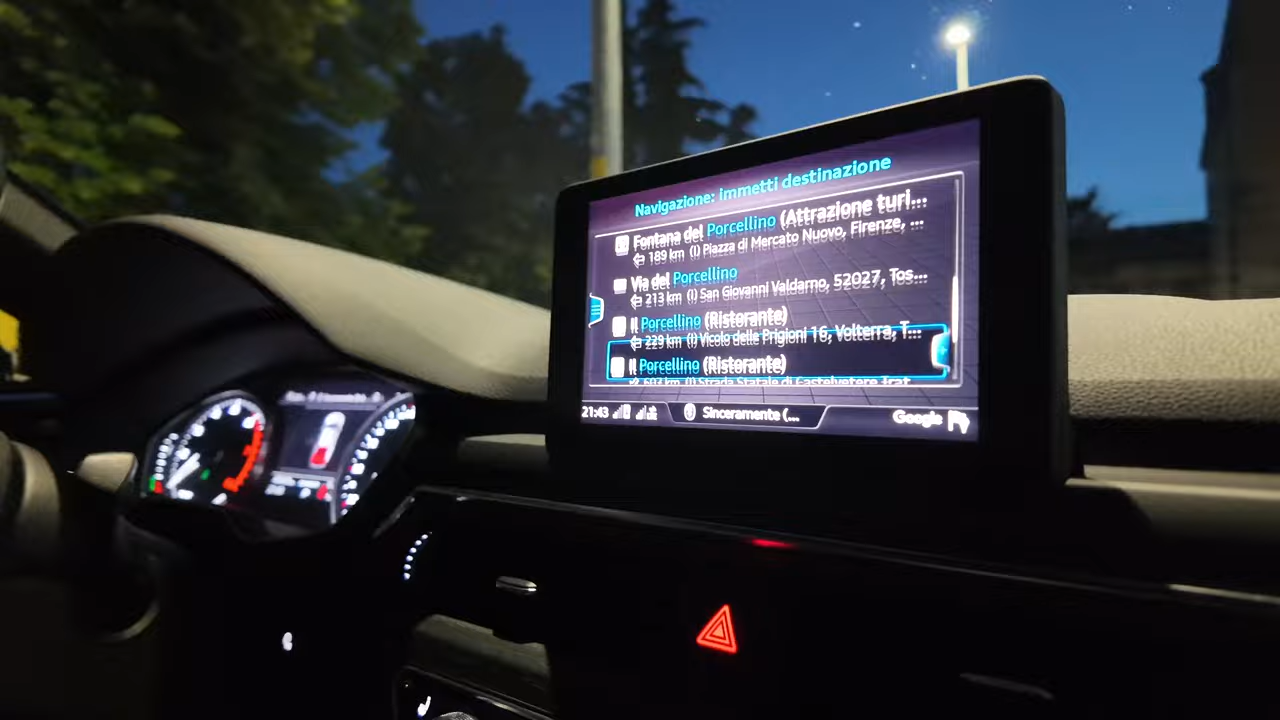 Navigazione: immetti destinazione
Fontana del Porcellino (Attrazione turi...
189 km (I) Piazza di Mercato Nuovo, Firenze, ...
Via del Porcellino
213 km (I) San Giovanni Valdarno, 52027, Tos...
Il Porcellino (Ristorante)
229 km (I) Vicolo delle Prigioni 16, Volterra, T...
Il Porcellino (Ristorante)
km (I) Strada Statale di Castelvetere Trat
21:43
Sinceramente (...
Google